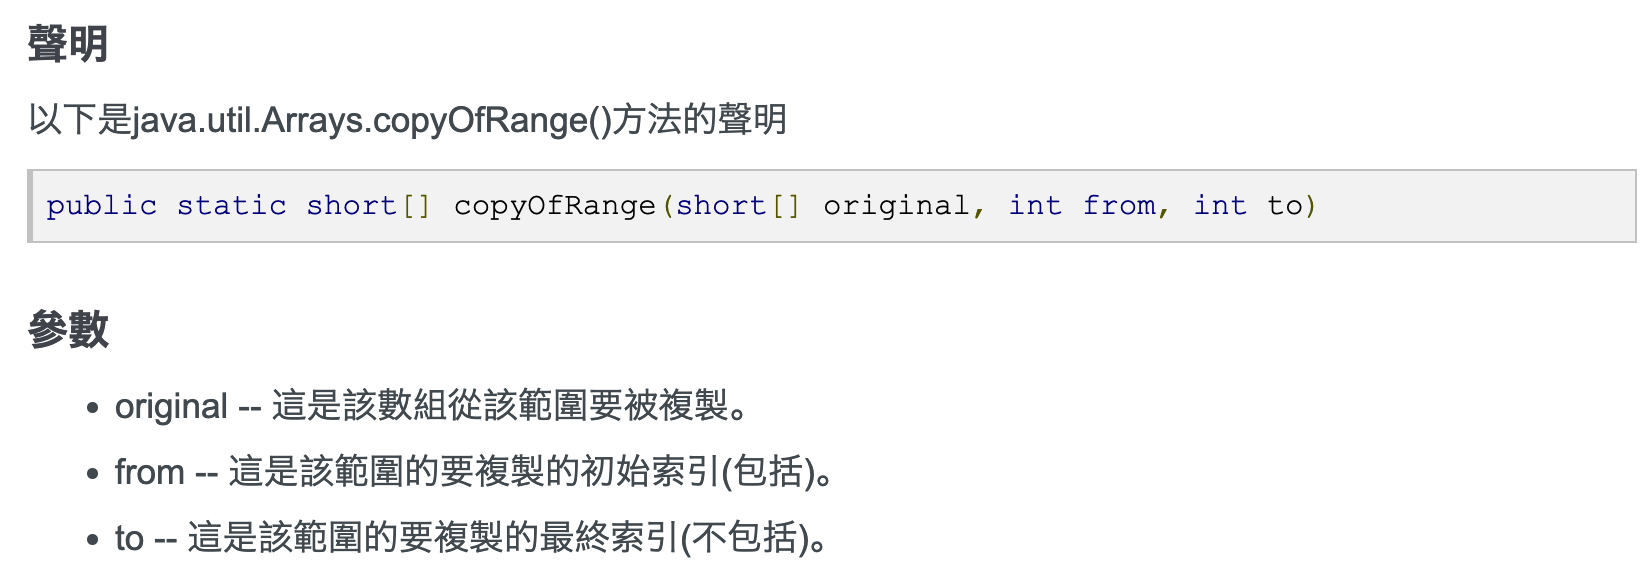 聲明
以下是java.util.Arrays.copyOfRange()方法的聲明
public static short[] copyOfRange(short[] original, int from, int to)
參數
• original -- 這是該數組從該範圍要被複製。
• from -- 這是該範圍的要複製的初始索引(包括)。
• to -- 這是該範圍的要複製的最終索引(不包括)。